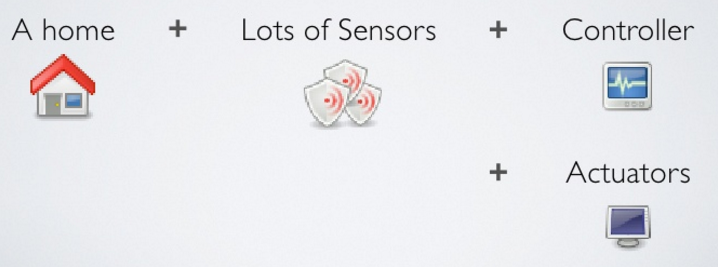 A home + Lots of Sensors + Controller
+ Actuators